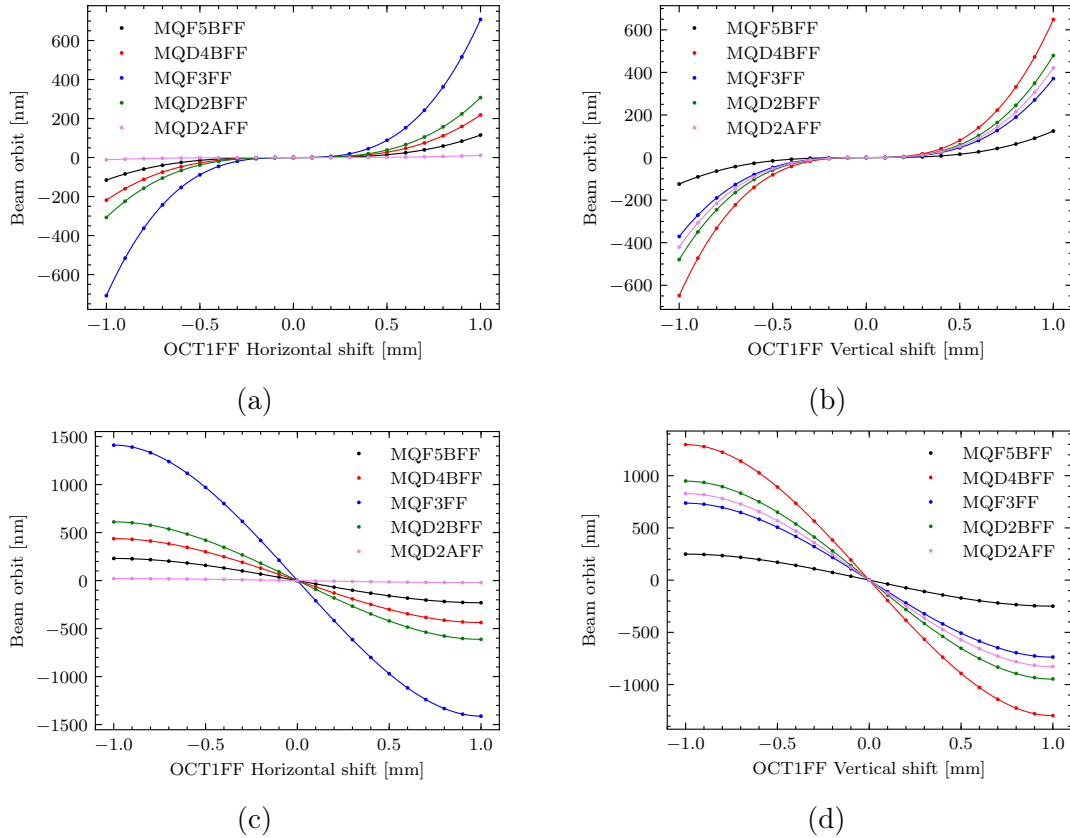 600
400
200
0
−200
−400
−600
Beam orbit [nm]
MQF5BFF
MQD4BFF
MQF3FF
MQD2BFF
MQD2AFF
−1.0 −0.5 0.0 0.5 1.0
OCT1FF Horizontal shift [mm]
(a)
600
400
200
0
−200
−400
−600
Beam orbit [nm]
MQF5BFF
MQD4BFF
MQF3FF
MQD2BFF
MQD2AFF
−1.0 −0.5 0.0 0.5 1.0
OCT1FF Vertical shift [mm]
(b)
1500
1000
500
0
−500
−1000
−1500
Beam orbit [nm]
MQF5BFF
MQD4BFF
MQF3FF
MQD2BFF
MQD2AFF
−1.0 −0.5 0.0 0.5 1.0
OCT1FF Horizontal shift [mm]
(c)
1000
500
0
−500
−1000
Beam orbit [nm]
MQF5BFF
MQD4BFF
MQF3FF
MQD2BFF
MQD2AFF
−1.0 −0.5 0.0 0.5 1.0
OCT1FF Vertical shift [mm]
(d)